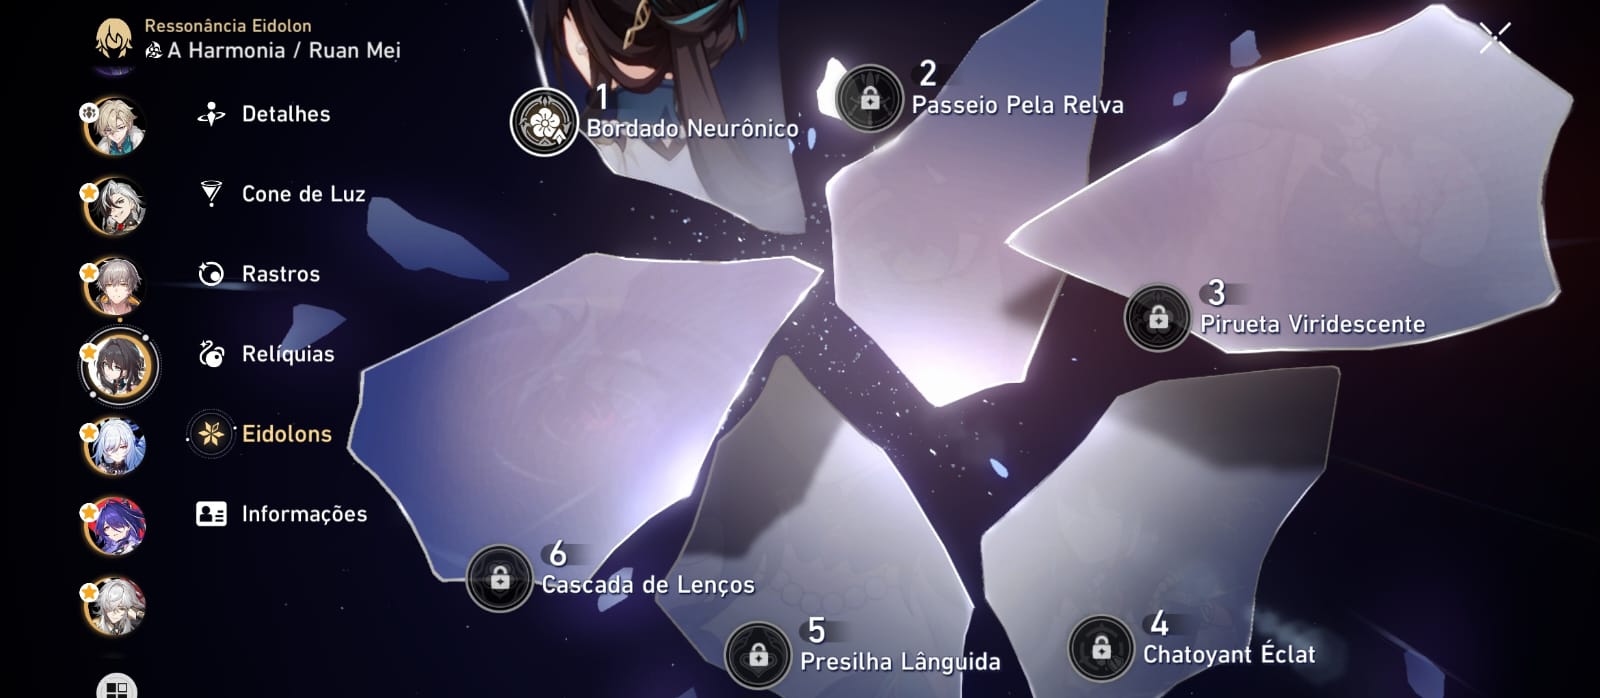 Ressonância Eidolon
A Harmonia / Ruan Mei
Detalhes
Cone de Luz
Rastros
Relíquias
Eidolons
Informações
1
Bordado Neurônico
2
Passeio Pela Relva
3
Pirueta Viridescente
4
Chatoyant Éclat
5
Presilha Lânguida
6
Cascada de Lenços